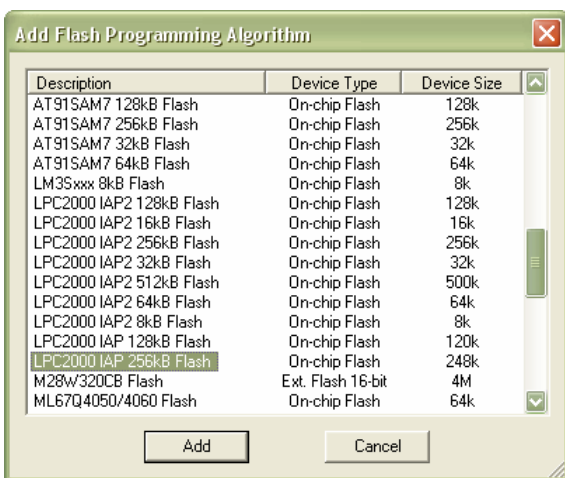 Add Flash Programming Algorithm
Description Device Type Device Size
AT91SAM7 128kB Flash On-chip Flash 128k
AT91SAM7 256kB Flash On-chip Flash 256k
AT91SAM7 32kB Flash On-chip Flash 32k
AT91SAM7 64kB Flash On-chip Flash 64k
LM3Sxxx 8kB Flash On-chip Flash 8k
LPC2000 IAP2 128kB Flash On-chip Flash 128k
LPC2000 IAP2 16kB Flash On-chip Flash 16k
LPC2000 IAP2 256kB Flash On-chip Flash 256k
LPC2000 IAP2 32kB Flash On-chip Flash 32k
LPC2000 IAP2 512kB Flash On-chip Flash 500k
LPC2000 IAP2 64kB Flash On-chip Flash 64k
LPC2000 IAP2 8kB Flash On-chip Flash 8k
LPC2000 IAP 128kB Flash On-chip Flash 120k
LPC2000 IAP 256kB Flash On-chip Flash 248k
M28W320CB Flash Ext. Flash 16-bit 4M
ML67Q4050/4060 Flash On-chip Flash 64k
Add Cancel